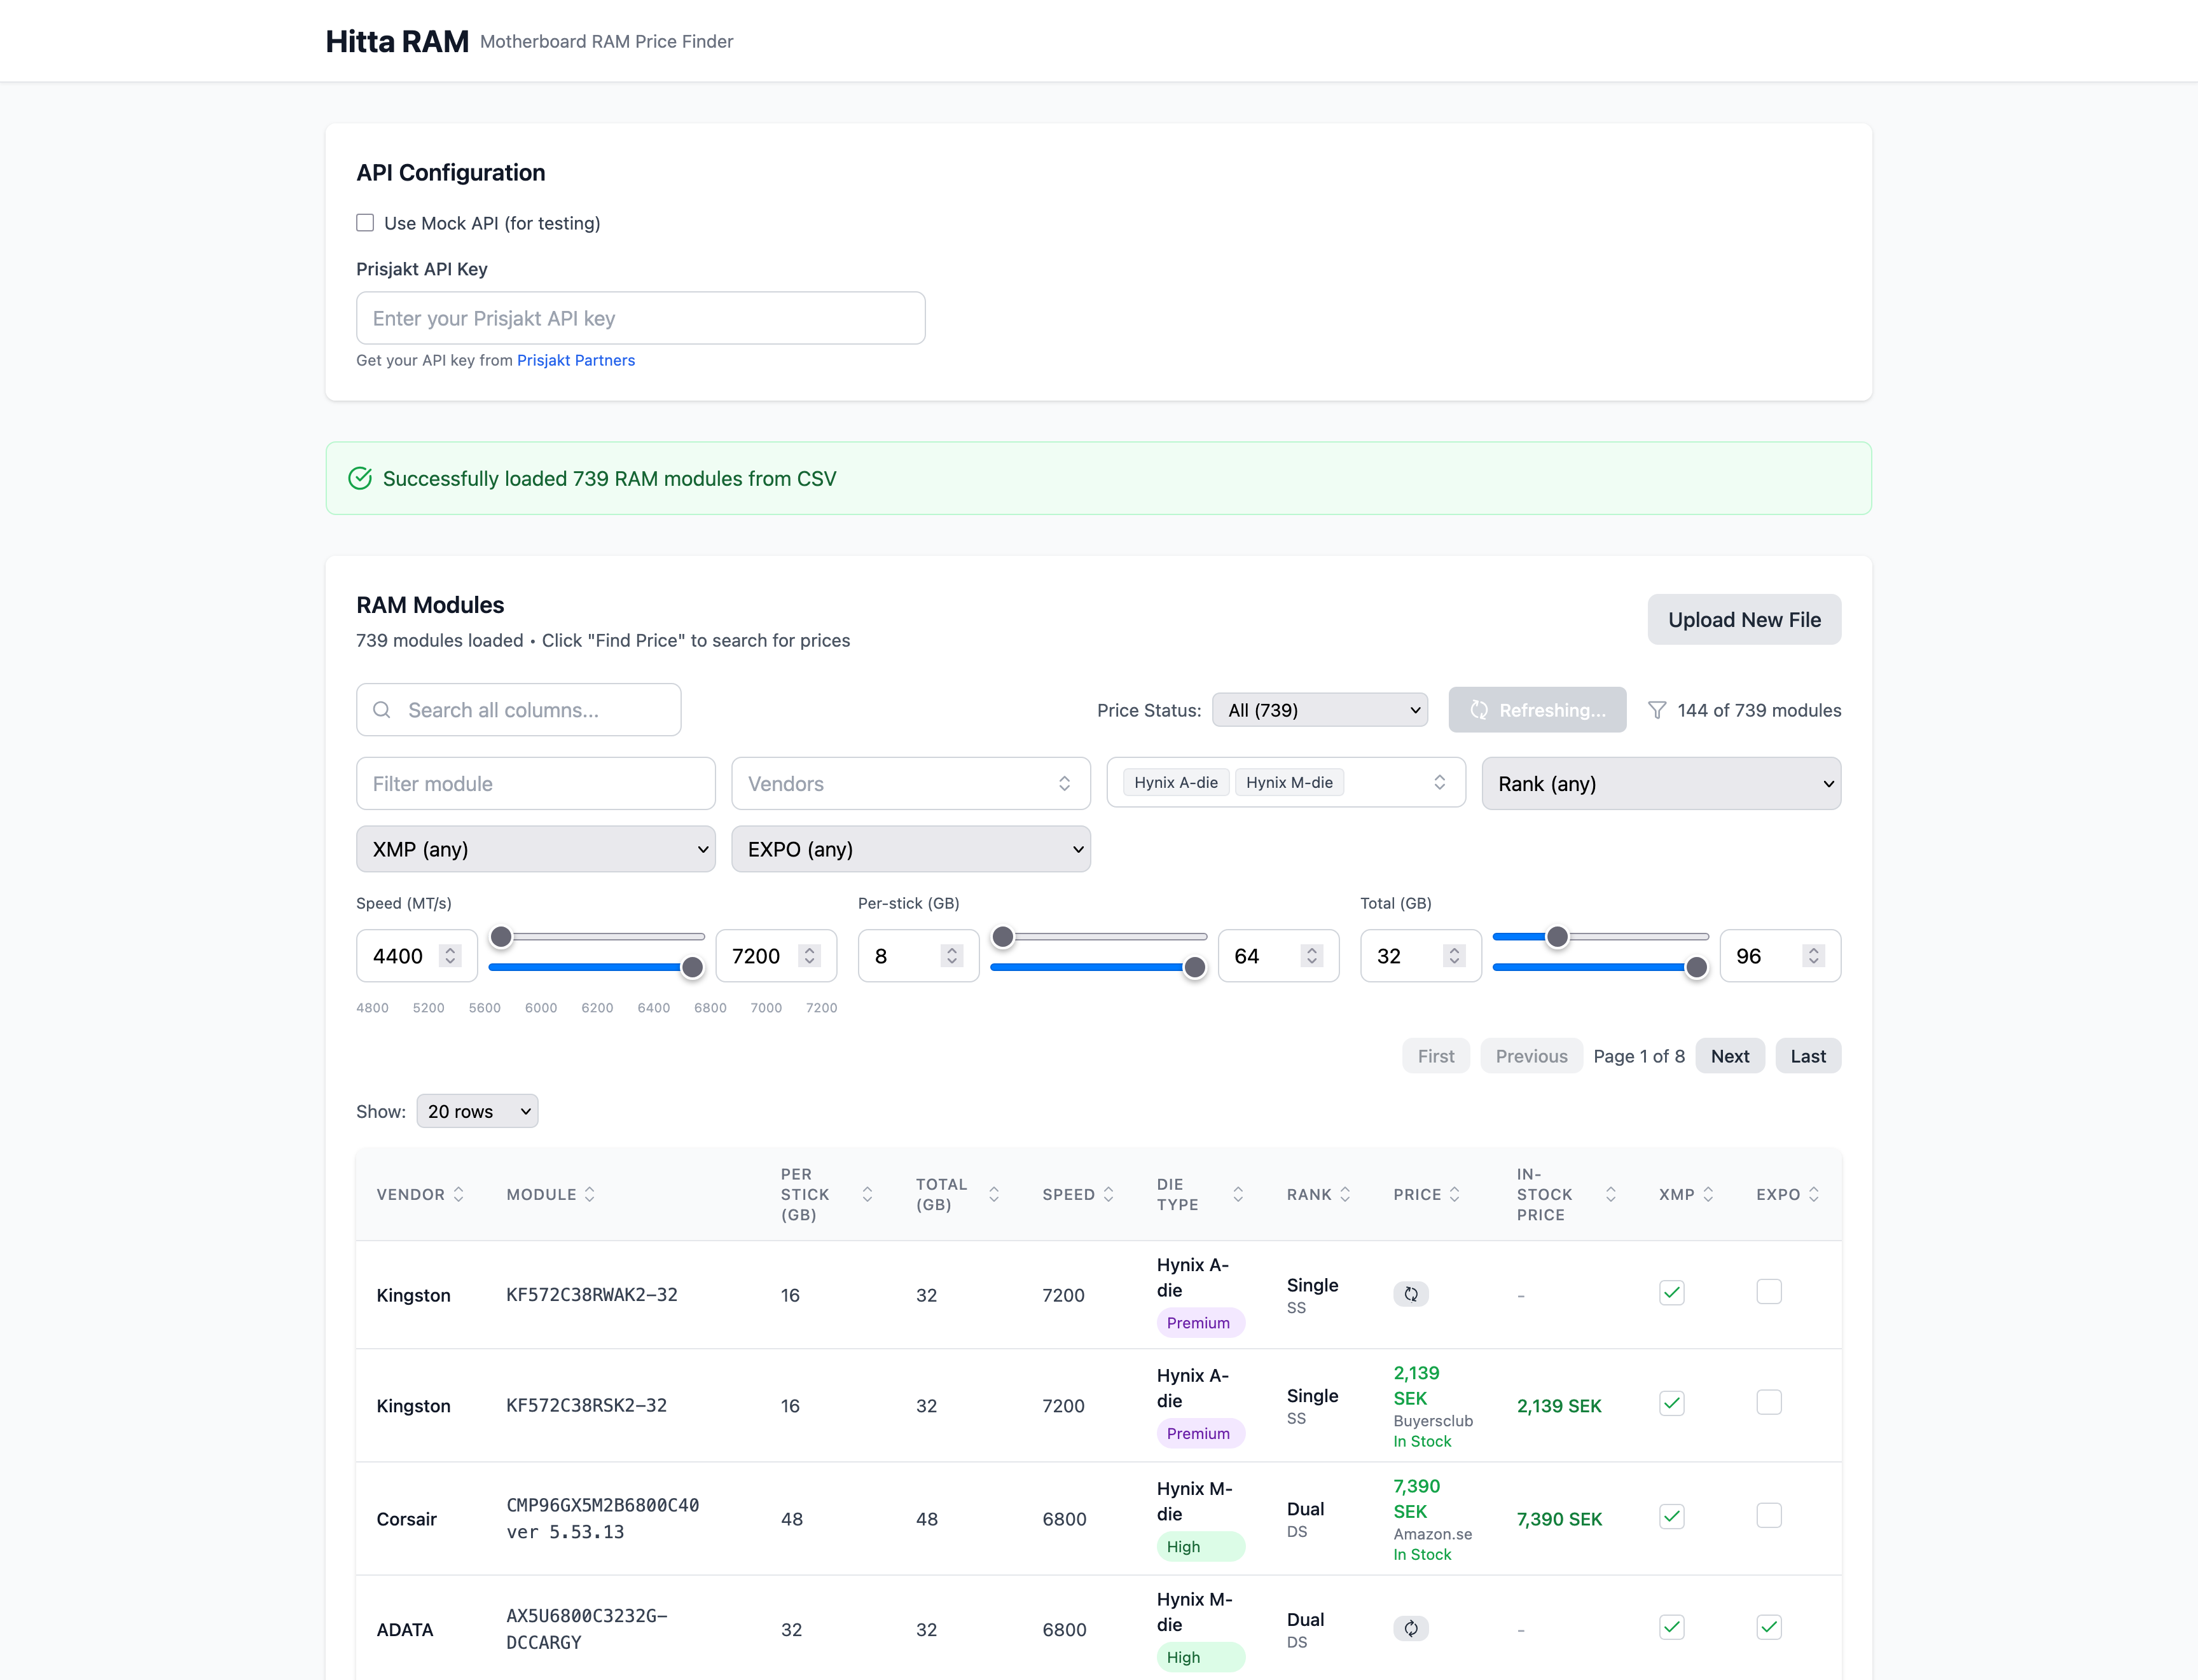 Hitta RAM Motherboard RAM Price Finder
API Configuration
Use Mock API (for testing)
Prisjakt API Key
Enter your Prisjakt API key
Get your API key from Prisjakt Partners
Successfully loaded 739 RAM modules from CSV
RAM Modules
739 modules loaded • Click "Find Price" to search for prices
Upload New File
Search all columns...
Price Status: All (739) Refreshing... 144 of 739 modules
Filter module Vendors Hynix A-die Hynix M-die Rank (any)
XMP (any) EXPO (any)
Speed (MT/s) Per-stick (GB) Total (GB)
4400 7200 8 64 32 96
4800 5200 5600 6000 6200 6400 6800 7000 7200
First Previous Page 1 of 8 Next Last
Show: 20 rows
VENDOR MODULE PER STICK (GB) TOTAL (GB) SPEED DIE TYPE RANK PRICE IN-STOCK PRICE XMP EXPO
Kingston KF572C38RWAK2-32 16 32 7200 Hynix A-die Premium Single SS -
Kingston KF572C38RSK2-32 16 32 7200 Hynix A-die Premium Single SS 2,139 SEK Buyersclub In Stock 2,139 SEK
Corsair CMP96GX5M2B6800C40 ver 5.53.13 48 48 6800 Hynix M-die High Dual DS 7,390 SEK Amazon.se In Stock 7,390 SEK
ADATA AX5U6800C3232G-DCCARGY 32 32 6800 Hynix M-die High Dual DS -